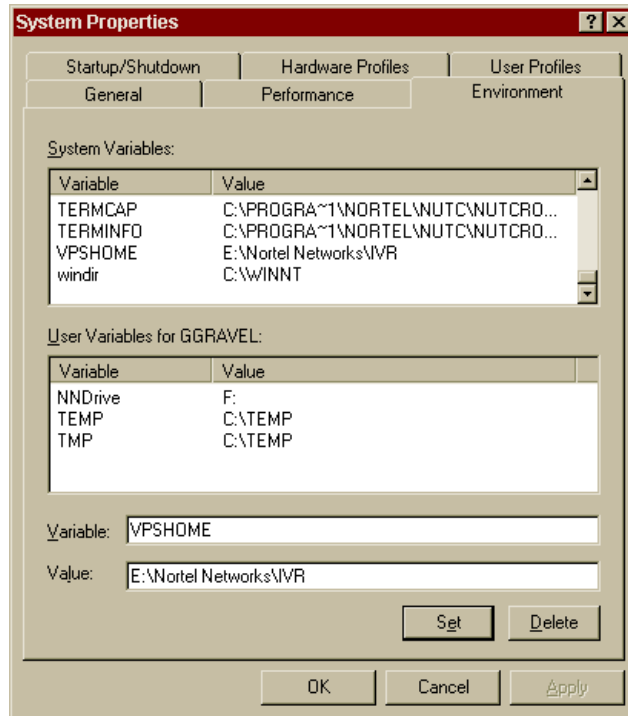 System Properties
Startup/Shutdown Hardware Profiles User Profiles
General Performance Environment
System Variables:
Variable Value
TERMCAP C:\PROGRA~1\NORTEL\NUTC\NUTCRO...
TERMINFO C:\PROGRA~1\NORTEL\NUTC\NUTCRO...
VPSHOME E:\Nortel Networks\IVR
windir C:\WINNT
User Variables for GGRAVEL:
Variable Value
NNDrive F:
TEMP C:\TEMP
TMP C:\TEMP
Variable: VPSHOME
Value: E:\Nortel Networks\IVR
Set Delete
OK Cancel Apply